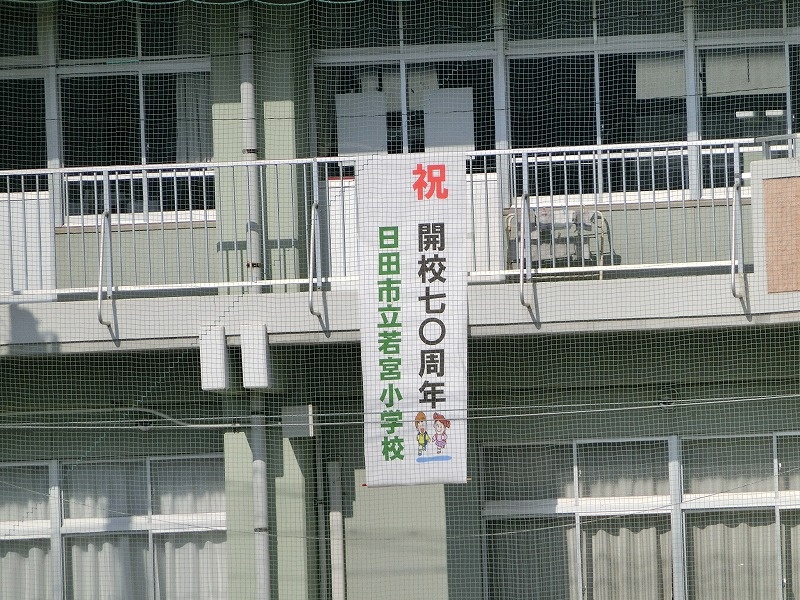 祝
開校七〇周年
日田市立若宮小学校